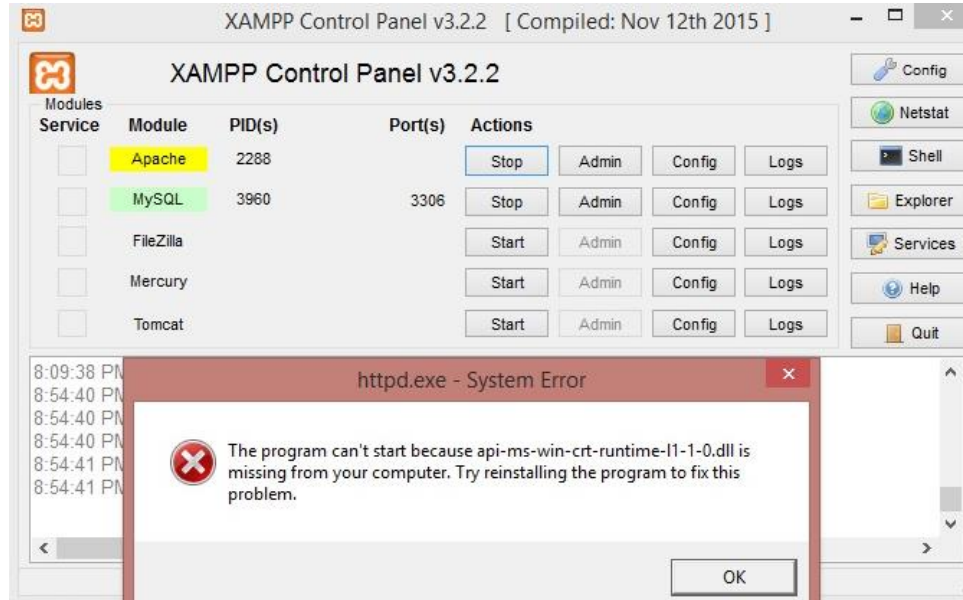 XAMPP Control Panel v3.2.2 [ Compiled: Nov 12th 2015 ]
XAMPP Control Panel v3.2.2
Config
Modules
Service Module PID(s) Port(s) Actions
Netstat
Apache 2288 Stop Admin Config Logs
Shell
MySQL 3960 3306 Stop Admin Config Logs
Explorer
FileZilla Start Admin Config Logs
Services
Mercury Start Admin Config Logs
Help
Tomcat Start Admin Config Logs
Quit
8:09:38 PM
8:54:40 PM
8:54:40 PM
8:54:40 PM
8:54:41 PM
8:54:41 PM
httpd.exe - System Error
The program can't start because api-ms-win-crt-runtime-l1-1-0.dll is
missing from your computer. Try reinstalling the program to fix this
problem.
OK